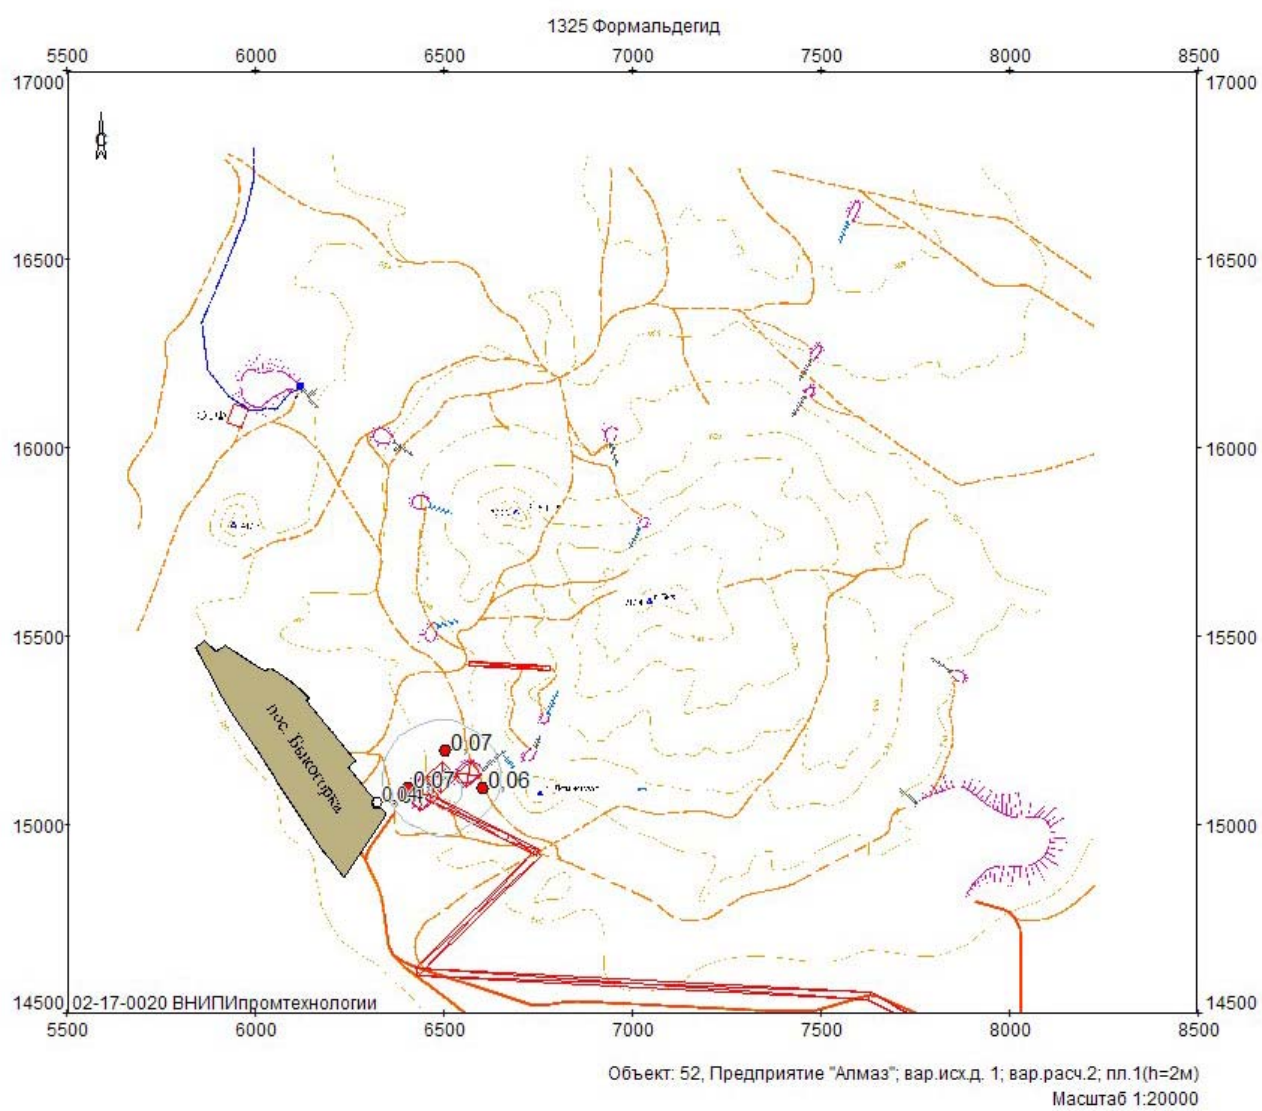 1325 Формальдегид
5500 6000 6500 7000 7500 8000 8500
17000 17000
С
16500 16500
16000 16000
15500 15500
пос. Быкогорка
0,07
0,07 0,06
0,04
15000 15000
14500 02-17-0020 ВНИПИпромтехнологии 14500
5500 6000 6500 7000 7500 8000 8500
Объект: 52, Предприятие "Алмаз"; вар.исх.д. 1; вар.расч.2; пл.1(h=2м)
Масштаб 1:20000